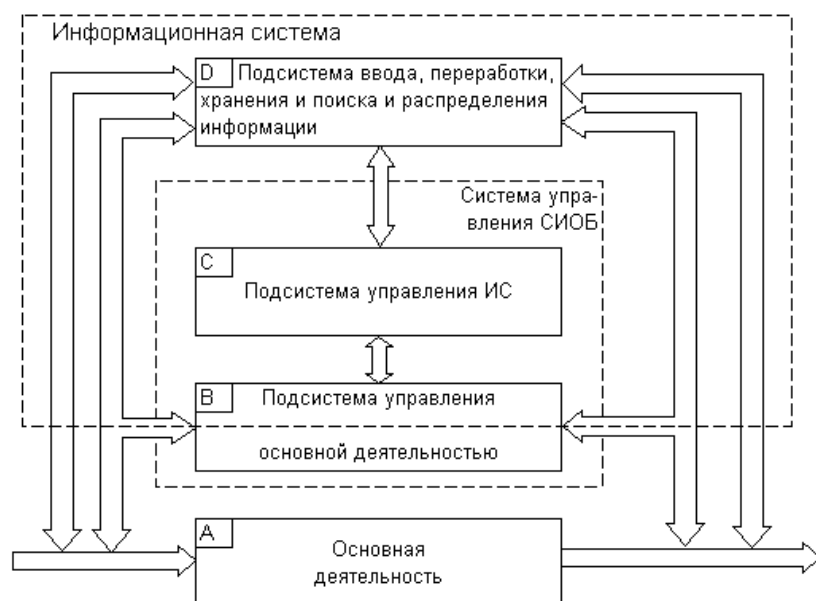 Информационная система
D Подсистема ввода, переработки,
хранения и поиска и распределения
информации
Система упра-
вления СИОБ
C
Подсистема управления ИС
B Подсистема управления
основной деятельностью
A
Основная
деятельность